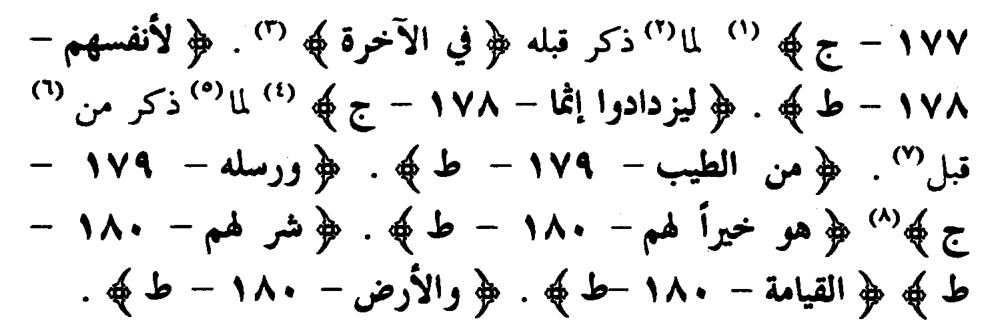 ١٧٧ – ج ﴾ (١) لما(٢) ذكر قبله ﴿ في الآخرة ﴾ (٣) . ﴿ لأنفسهم –
١٧٨ – ط ﴾ . ﴿ ليزدادوا إثما – ١٧٨ – ج ﴾ (٤) لما(٥) ذكر من (٦)
قبل(٧) . ﴿ من الطيب – ١٧٩ – ط ﴾ . ﴿ ورسله – ١٧٩ –
ج ﴾(٨) ﴿ هو خيراً لهم – ١٨٠ – ط ﴾ . ﴿ شر لهم – ١٨٠ –
ط ﴾ ﴿ القيامة – ١٨٠ –ط ﴾ . ﴿ والأرض – ١٨٠ – ط ﴾ .